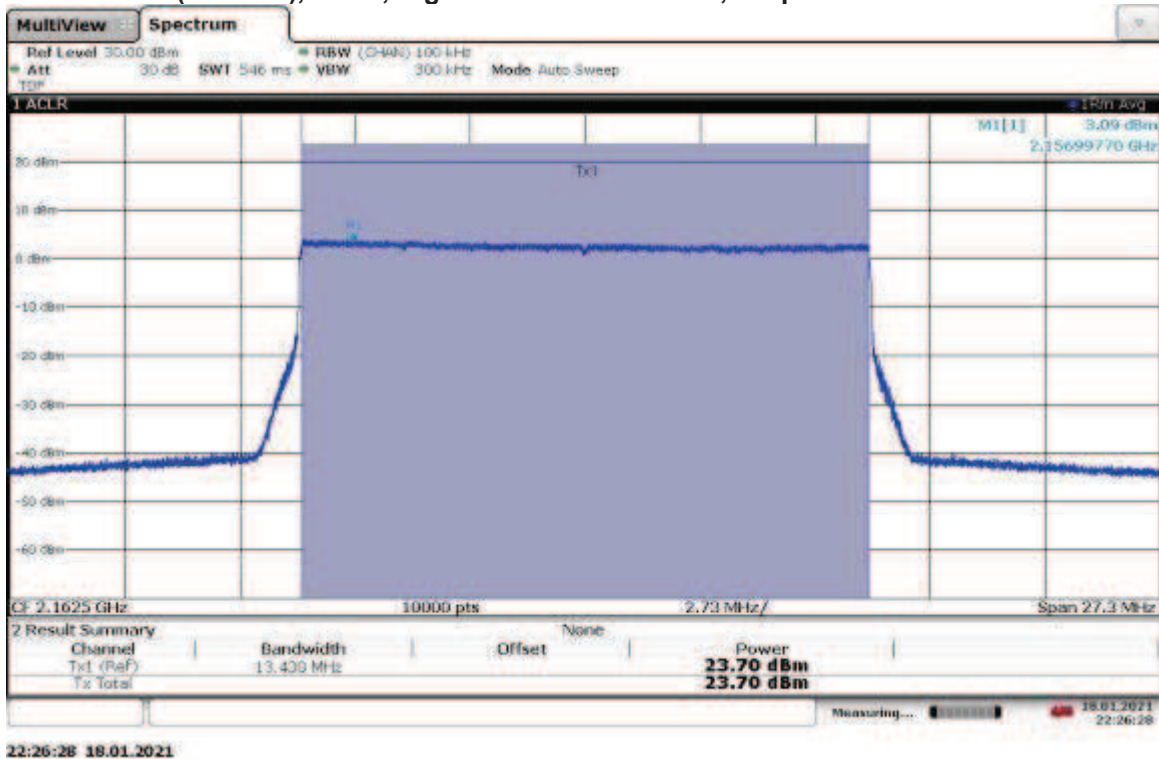 MultiView Spectrum
Ref Level 30.00 dBm RBW (CHAN) 100 kHz
Att 30 dB SWT 546 ms VBW 300 kHz Mode Auto Sweep
TDF
1 ACLR 1Rm Avg
M1[1] 3.09 dBm
2.15699770 GHz
Tx1
M1
20 dBm
10 dBm
0 dBm
-10 dBm
-20 dBm
-30 dBm
-40 dBm
-50 dBm
-60 dBm
CF 2.1625 GHz 10000 pts 2.73 MHz/ Span 27.3 MHz
2 Result Summary None
Channel Bandwidth Offset Power
Tx1 (Ref) 13.430 MHz 23.70 dBm
Tx Total 23.70 dBm
Measuring... 18.01.2021
22:26:28
22:26:28 18.01.2021